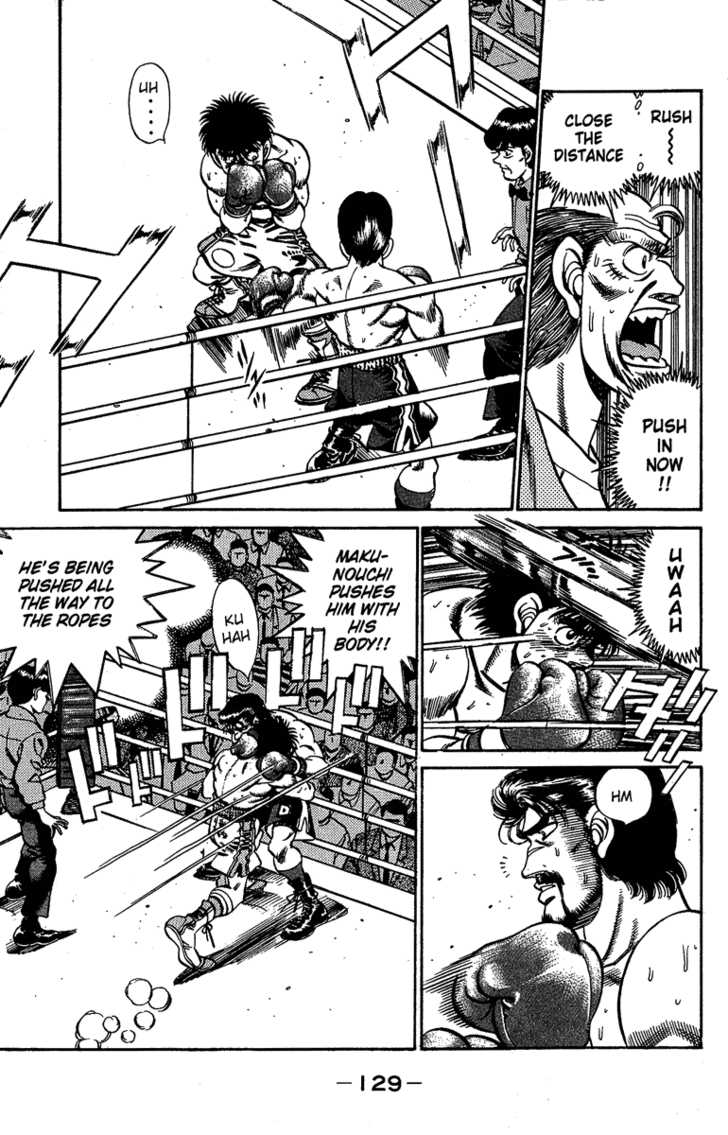 RUSH
CLOSE
THE
DISTANCE
PUSH
IN
NOW
!!
UH
....
UWAAH
HM
MAKU-
NOUCHI
PUSHES
HIM WITH
HIS
BODY!!
KU
HAH
HE'S BEING
PUSHED ALL
THE WAY TO
THE ROPES
D
-129-